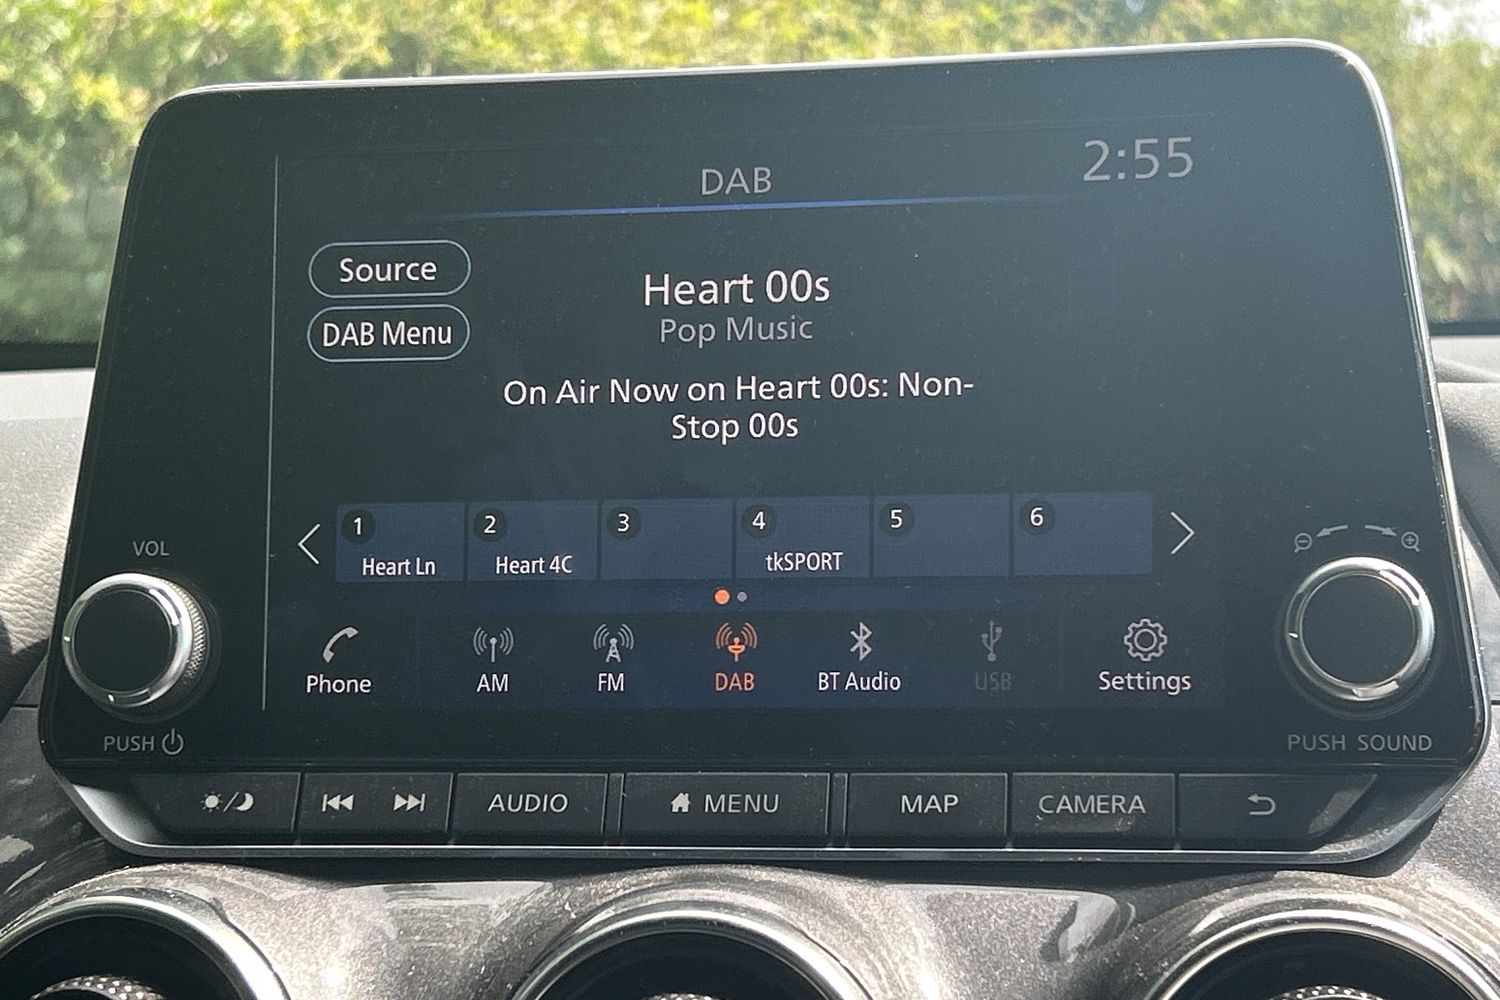 DAB
2:55
Source
DAB Menu
Heart 00s
Pop Music
On Air Now on Heart 00s: Non-
Stop 00s
1
Heart Ln
2
Heart 4C
3
4
tkSPORT
5
6
Phone
AM
FM
DAB
BT Audio
USB
Settings
VOL
PUSH
PUSH SOUND
AUDIO
MENU
MAP
CAMERA